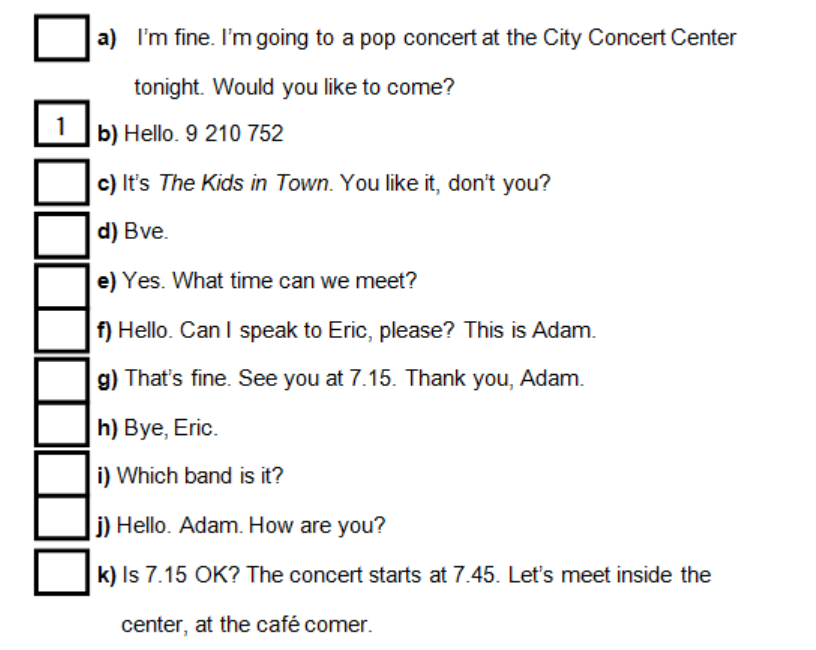 a) I'm fine. I'm going to a pop concert at the City Concert Center
tonight. Would you like to come?
1 b) Hello. 9 210 752
c) It's The Kids in Town. You like it, don't you?
d) Bve.
e) Yes. What time can we meet?
f) Hello. Can I speak to Eric, please? This is Adam.
g) That's fine. See you at 7.15. Thank you, Adam.
h) Bye, Eric.
i) Which band is it?
j) Hello. Adam. How are you?
k) Is 7.15 OK? The concert starts at 7.45. Let's meet inside the
center, at the café comer.